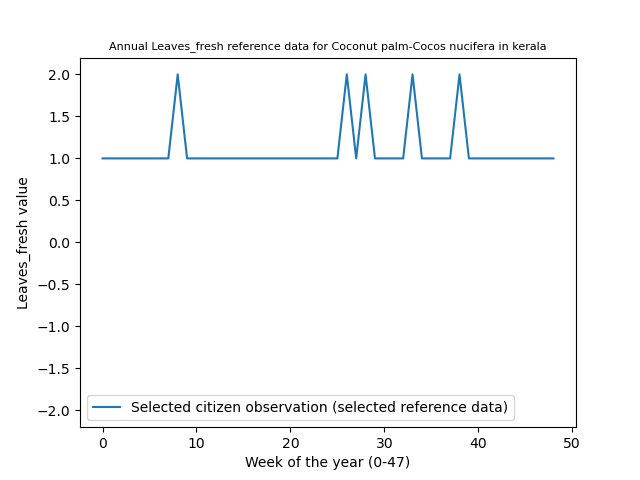 Annual Leaves_fresh reference data for Coconut palm-Cocos nucifera in kerala
2.0
1.5
1.0
0.5
0.0
−0.5
−1.0
−1.5
−2.0
Leaves_fresh value
Selected citizen observation (selected reference data)
0 10 20 30 40 50
Week of the year (0-47)